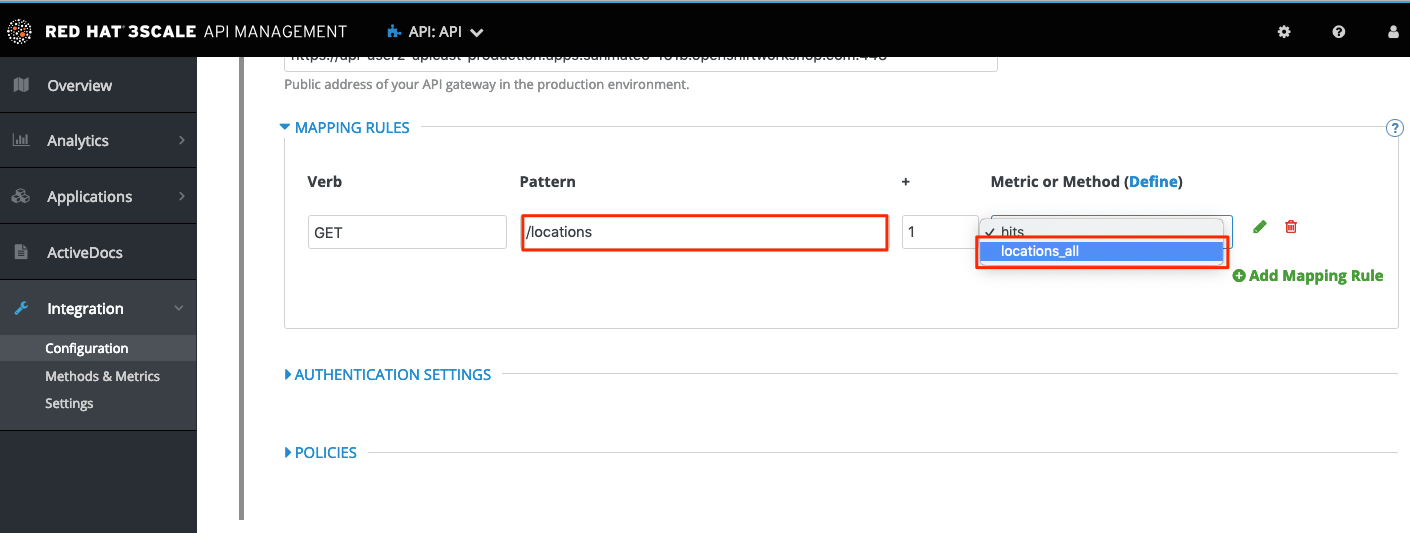 RED HAT® 3SCALE API MANAGEMENT
API: API
Overview
Analytics
Applications
ActiveDocs
Integration
Configuration
Methods & Metrics
Settings
Public address of your API gateway in the production environment.
MAPPING RULES
?
Verb Pattern + Metric or Method (Define)
GET /locations 1 hits
locations_all
Add Mapping Rule
AUTHENTICATION SETTINGS
POLICIES